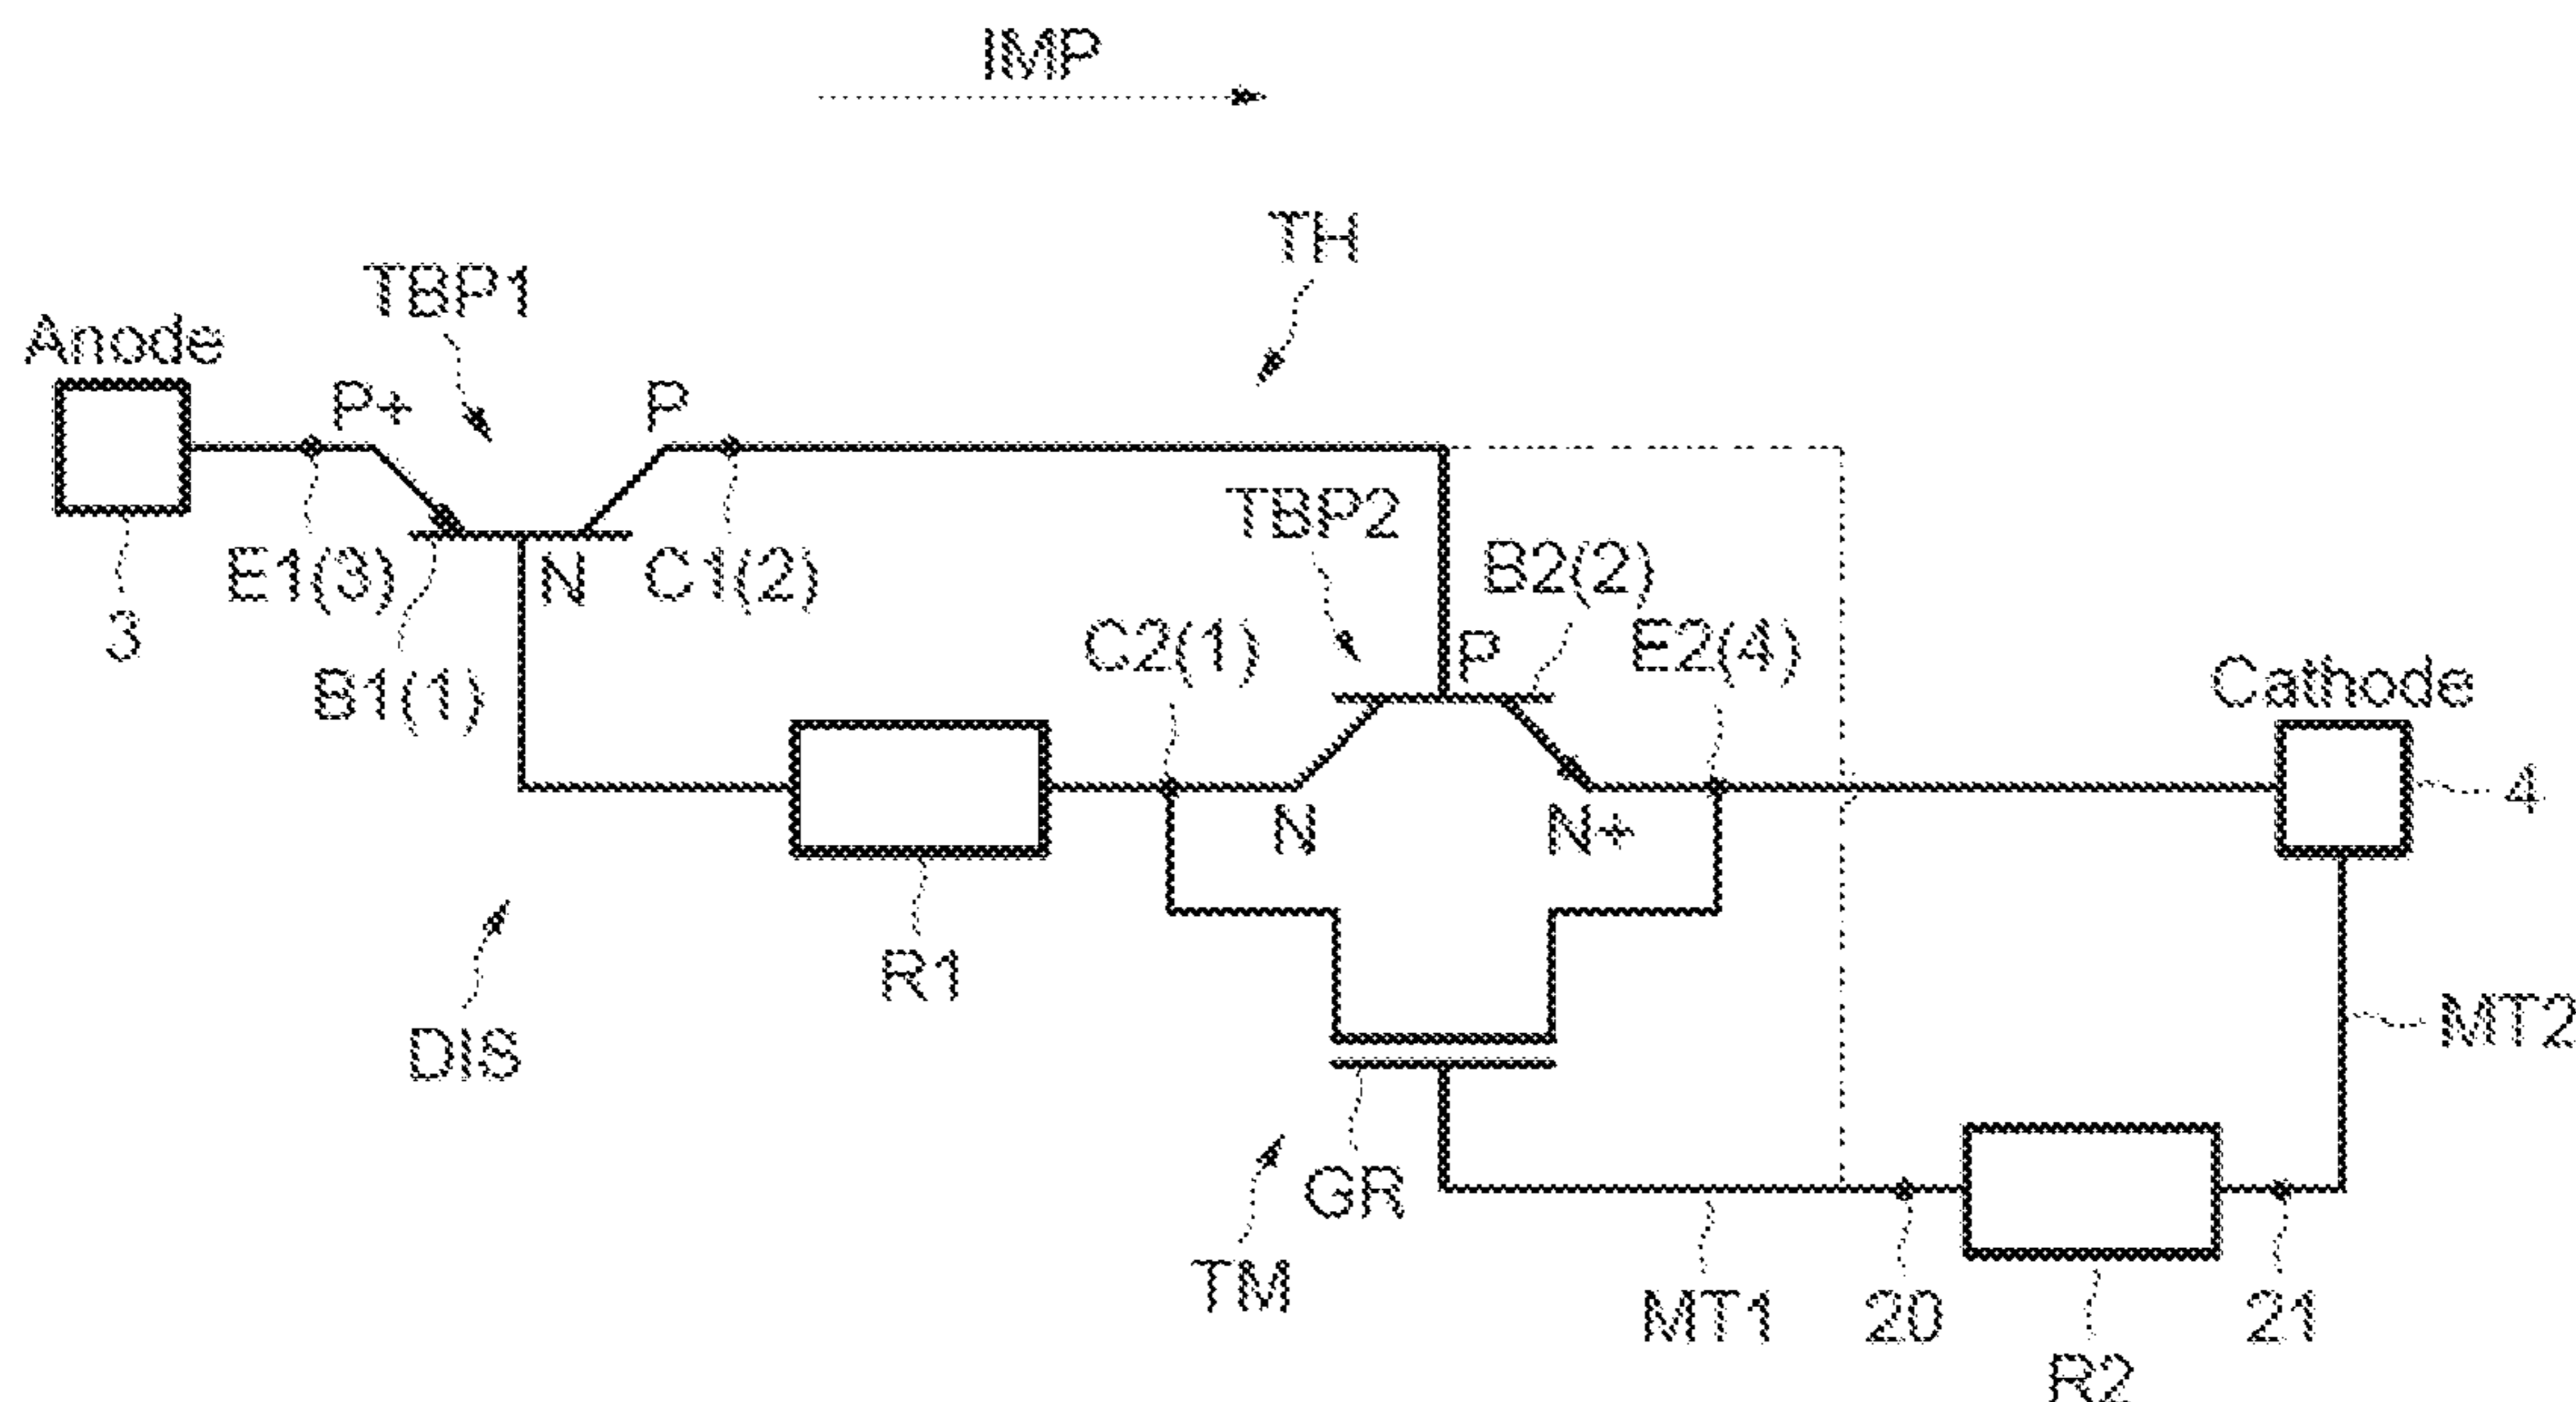 IMP
TH
TBP1
Anode
P+
P
TBP2
E1(3)
N
C1(2)
B2(2)
3
C2(1)
P
E2(4)
B1(1)
Cathode
4
N
N+
R1
MT2
DIS
GR
TM
MT1
20
21
R2